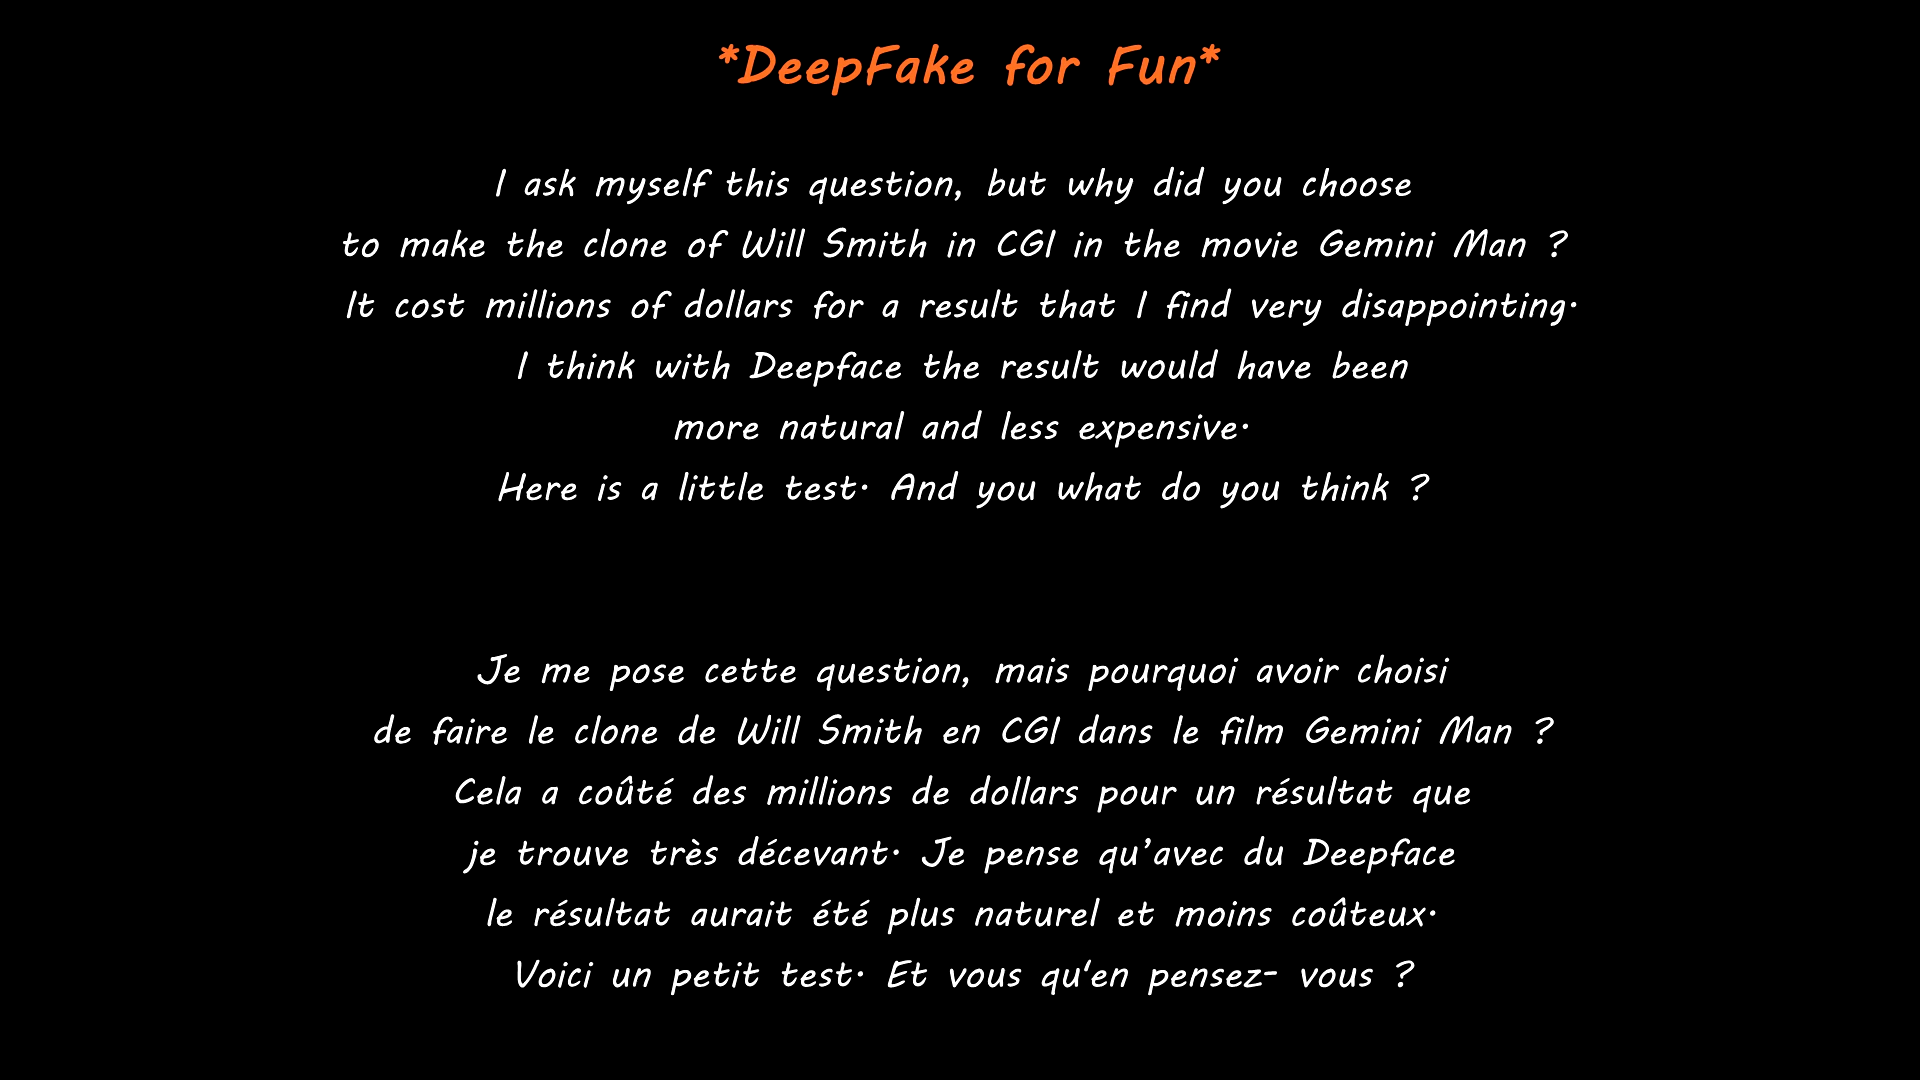 *DeepFake for Fun*
I ask myself this question, but why did you choose
to make the clone of Will Smith in CGI in the movie Gemini Man ?
It cost millions of dollars for a result that I find very disappointing.
I think with Deepface the result would have been
more natural and less expensive.
Here is a little test. And you what do you think ?
Je me pose cette question, mais pourquoi avoir choisi
de faire le clone de Will Smith en CGI dans le film Gemini Man ?
Cela a coûté des millions de dollars pour un résultat que
je trouve très décevant. Je pense qu’avec du Deepface
le résultat aurait été plus naturel et moins coûteux.
Voici un petit test. Et vous qu'en pensez- vous ?